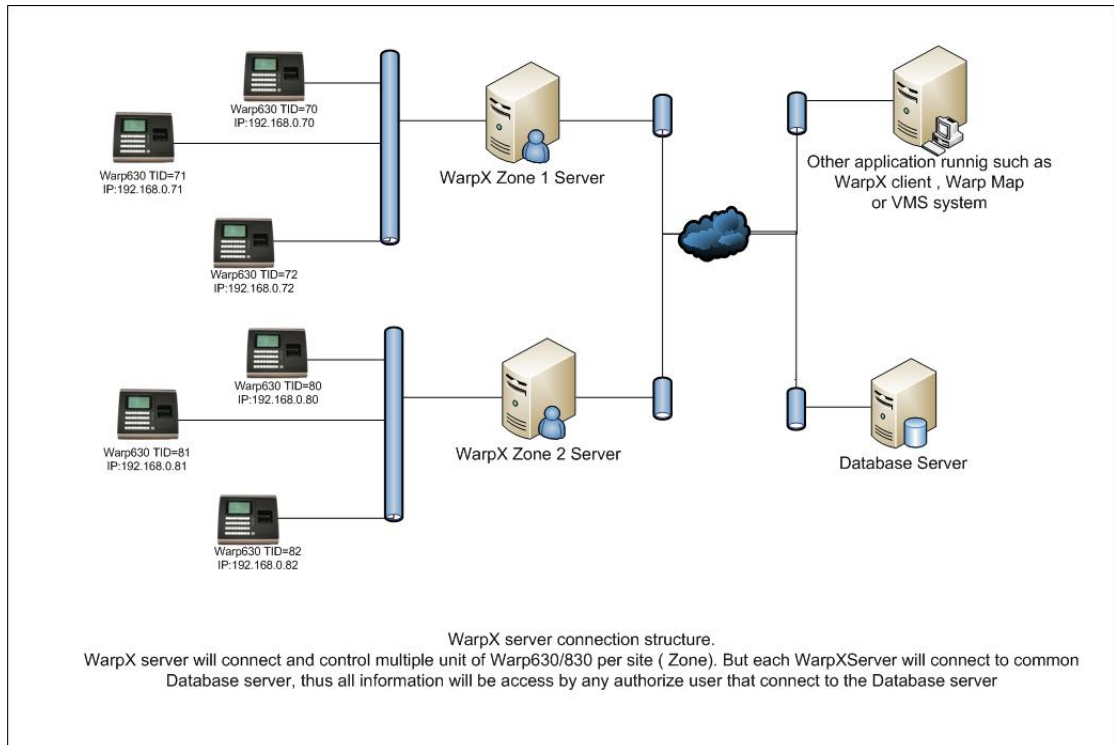 Warp630 TID=70
IP:192.168.0.70
Warp630 TID=71
IP:192.168.0.71
Warp630 TID=72
IP:192.168.0.72
WarpX Zone 1 Server
Other application runnig such as
WarpX client , Warp Map
or VMS system
Warp630 TID=80
IP:192.168.0.80
Warp630 TID=81
IP:192.168.0.81
Warp630 TID=82
IP:192.168.0.82
WarpX Zone 2 Server
Database Server
WarpX server connection structure.
WarpX server will connect and control multiple unit of Warp630/830 per site ( Zone). But each WarpXServer will connect to common
Database server, thus all information will be access by any authorize user that connect to the Database server